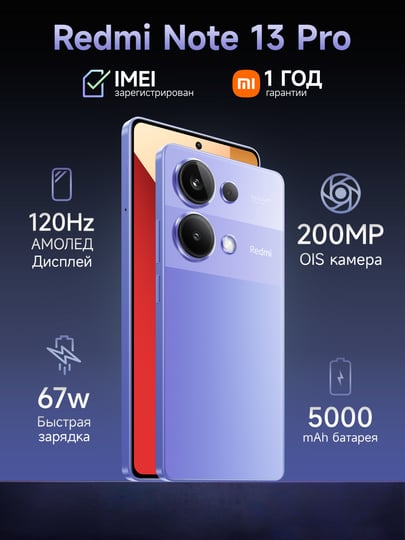 Redmi Note 13 Pro
IMEI
зарегистрирован
mi
1 ГОД
гарантии
120Hz
АМОЛЕД
Дисплей
200MP
OIS камера
Redmi
67w
Быстрая
зарядка
5000
mAh батарея